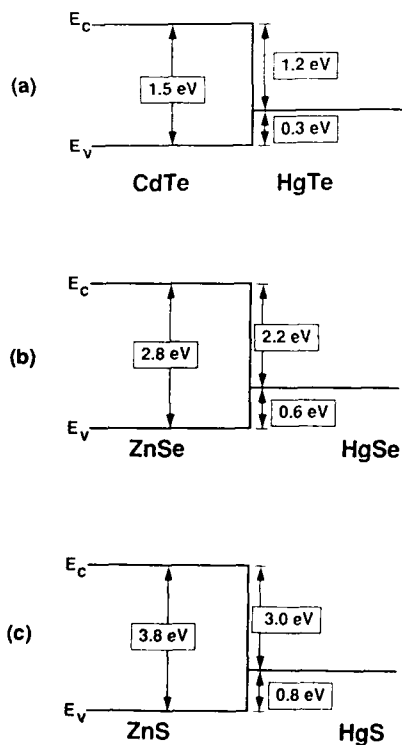 (a)
E_c
1.5 eV
1.2 eV
0.3 eV
E_v
CdTe HgTe
(b)
E_c
2.8 eV
2.2 eV
0.6 eV
E_v
ZnSe HgSe
(c)
E_c
3.8 eV
3.0 eV
0.8 eV
E_v
ZnS HgS